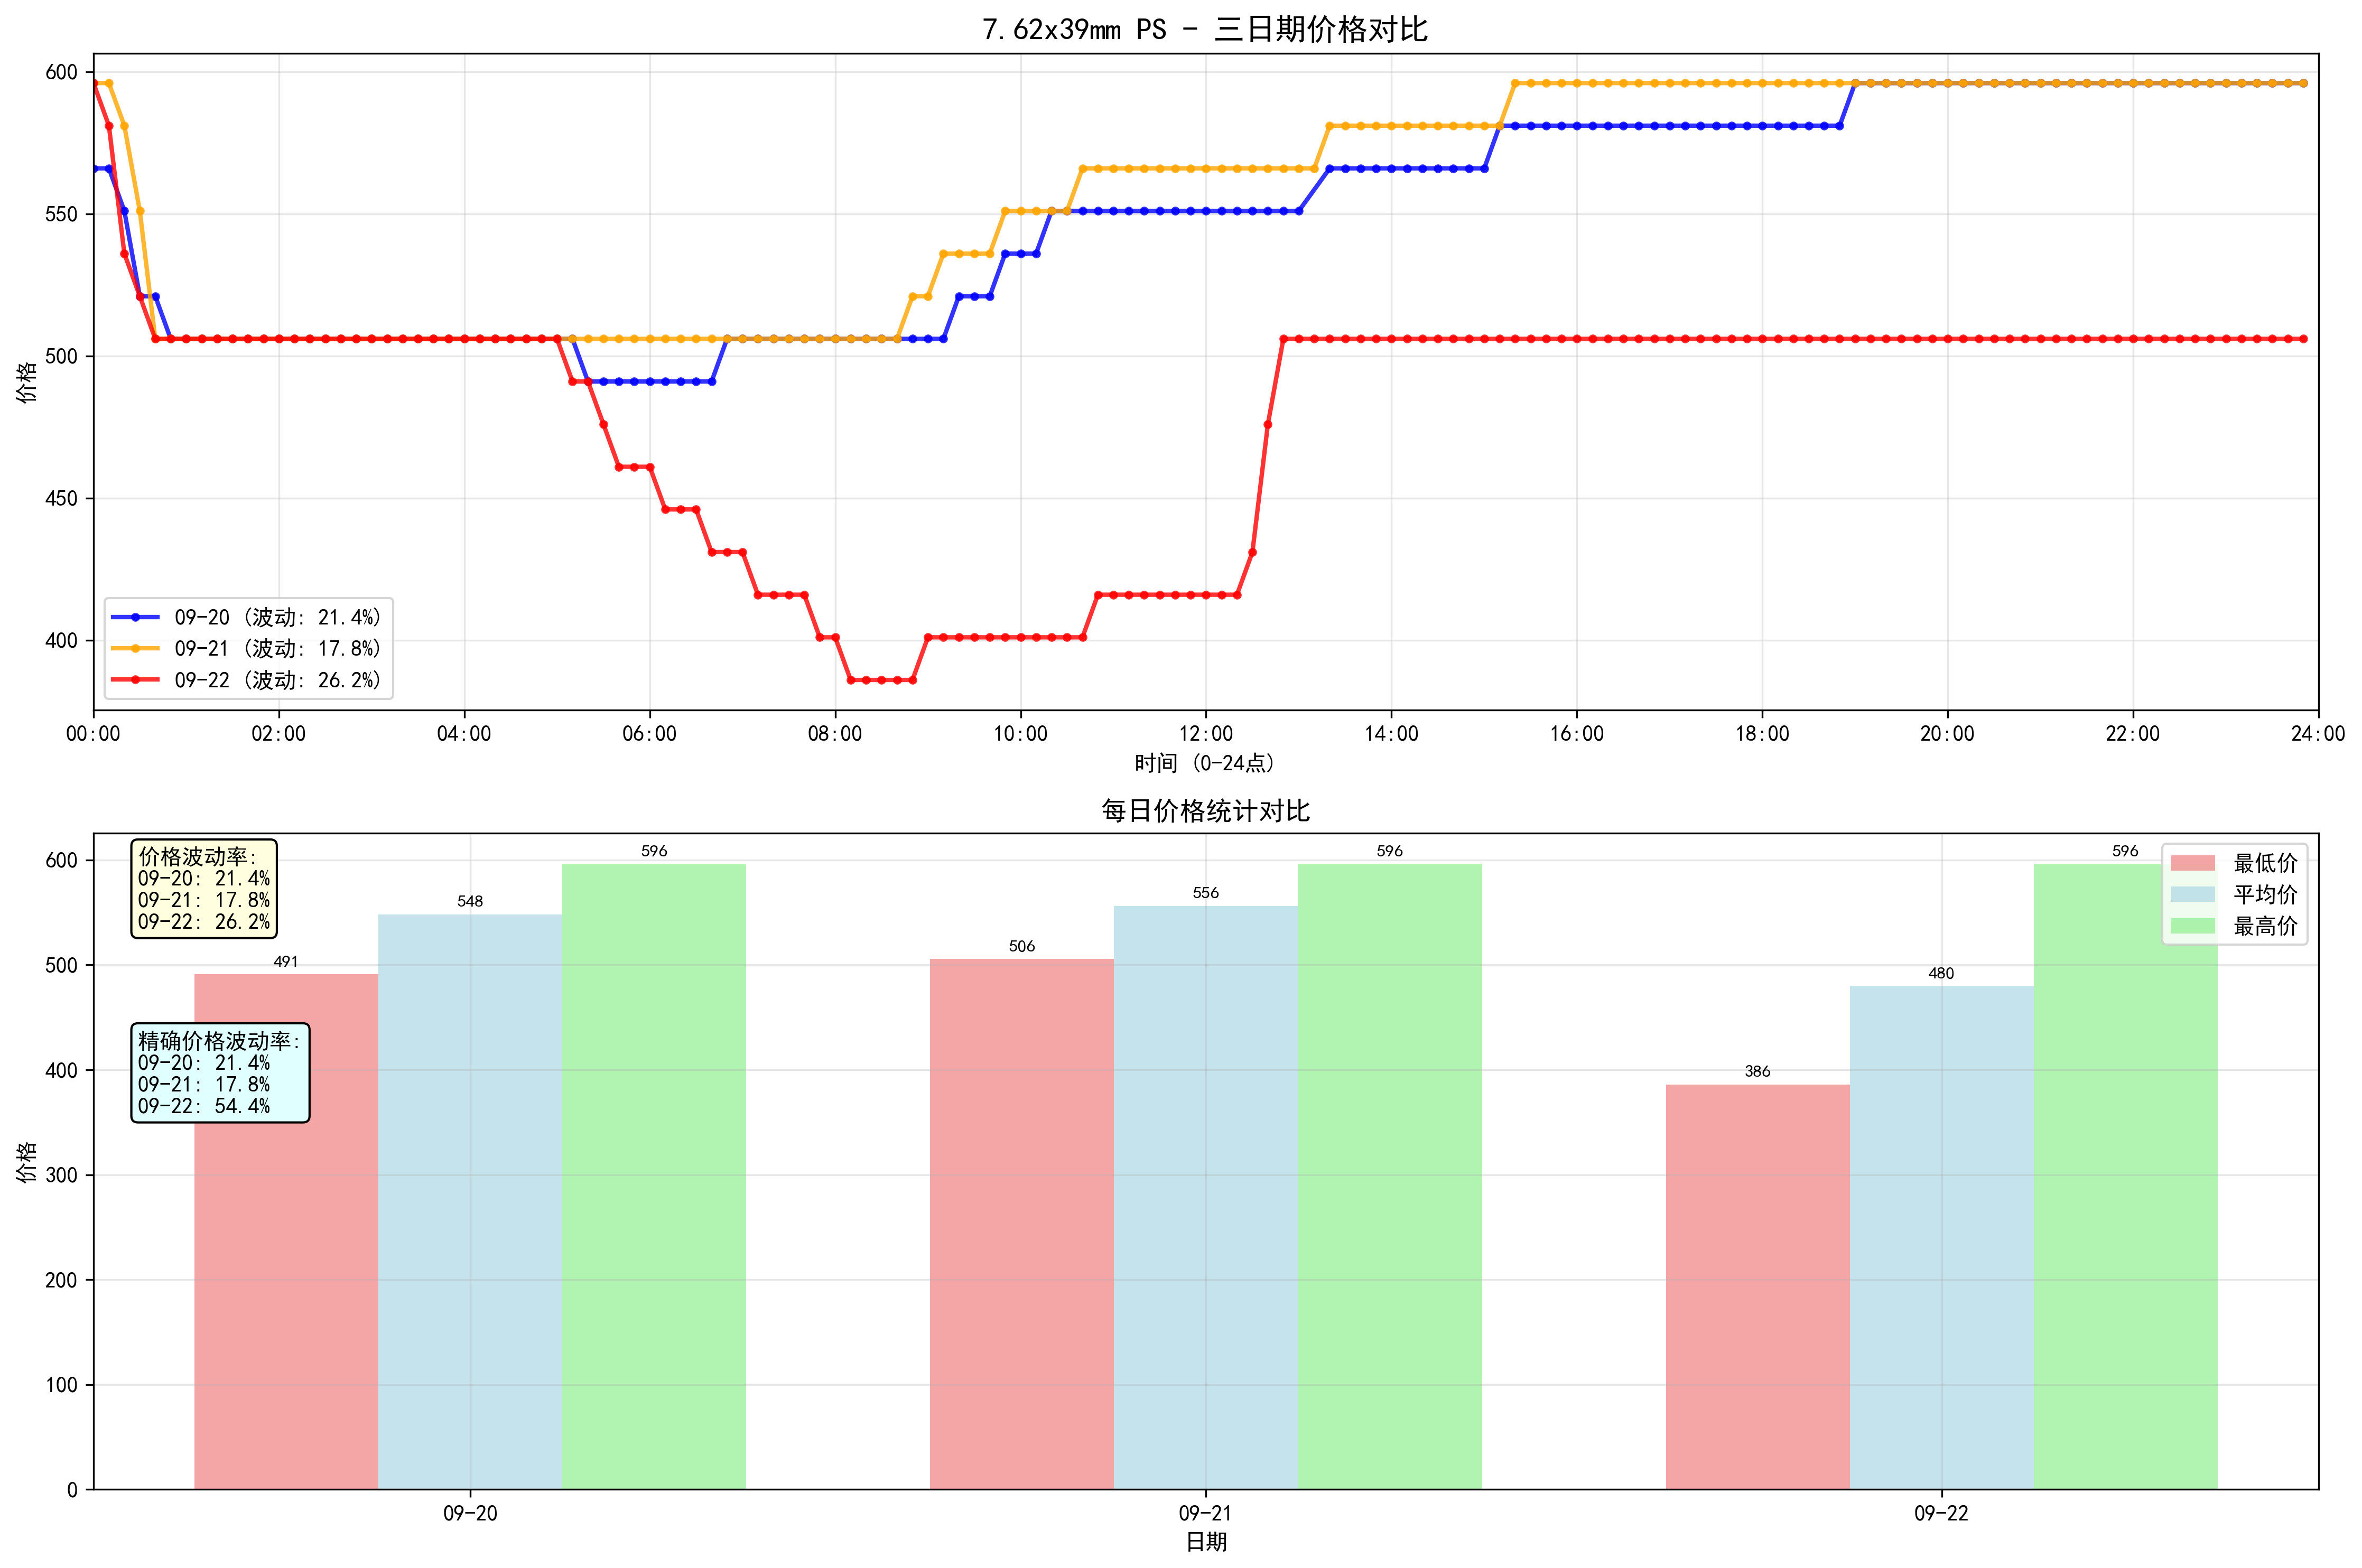 7.62x39mm PS - 三日期价格对比
600
550
500
450
400
价格
09-20 (波动: 21.4%)
09-21 (波动: 17.8%)
09-22 (波动: 26.2%)
00:00 02:00 04:00 06:00 08:00 10:00 12:00 14:00 16:00 18:00 20:00 22:00 24:00
时间 (0-24点)
每日价格统计对比
600
500
400
300
200
100
0
价格
价格波动率:
09-20: 21.4%
09-21: 17.8%
09-22: 26.2%
精确价格波动率:
09-20: 21.4%
09-21: 17.8%
09-22: 54.4%
491 548 596
506 556 596
386 480 596
最低价
平均价
最高价
09-20 09-21 09-22
日期